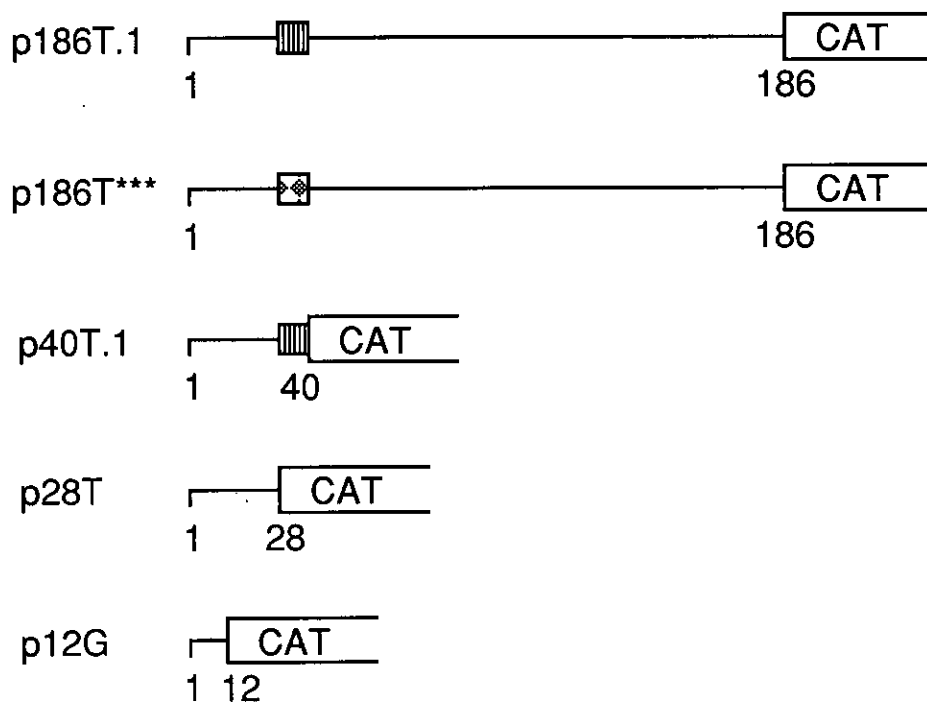 p186T.1 CAT
1 186
p186T*** CAT
1 186
p40T.1 CAT
1 40
p28T CAT
1 28
p12G CAT
1 12